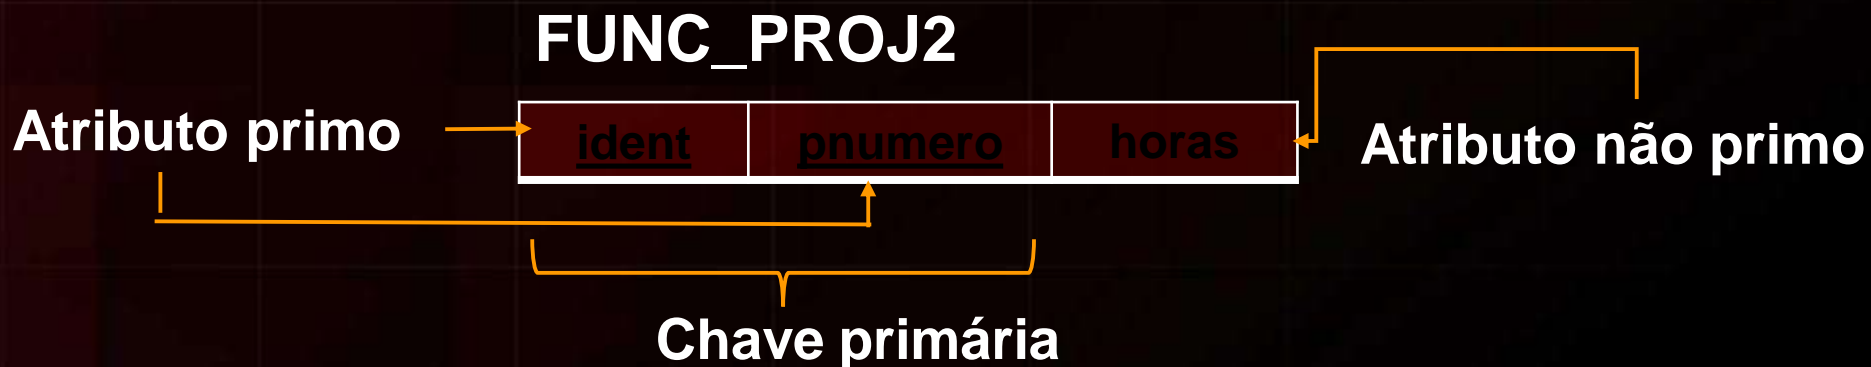 FUNC_PROJ2
Atributo primo
ident pnumero horas
Atributo não primo
Chave primária